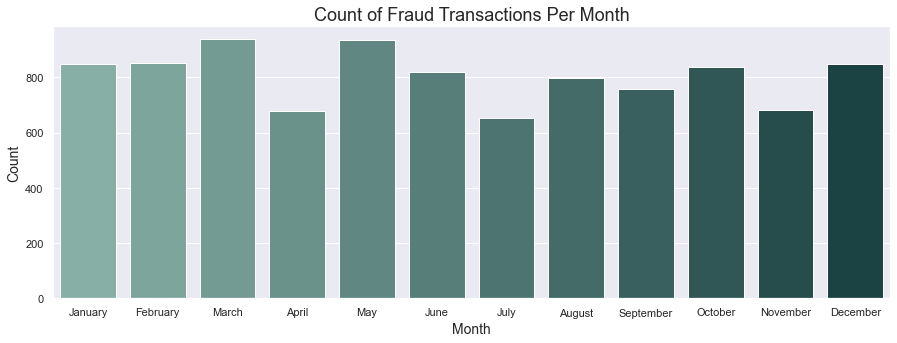 Count of Fraud Transactions Per Month
Count
800
600
400
200
0
January February March April May June July August September October November December
Month